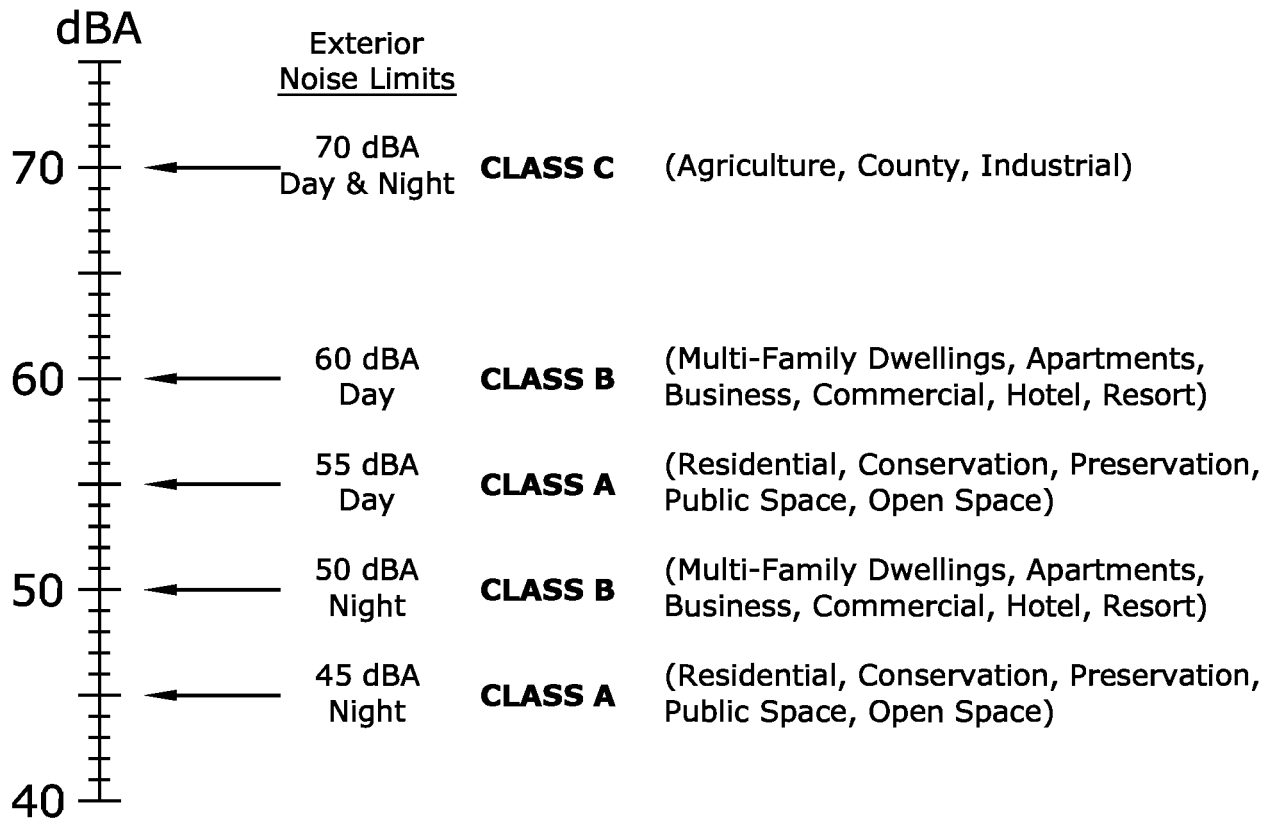 dBA
Exterior
Noise Limits
70
70 dBA
Day & Night
CLASS C
(Agriculture, County, Industrial)
60
60 dBA
Day
CLASS B
(Multi-Family Dwellings, Apartments,
Business, Commercial, Hotel, Resort)
55 dBA
Day
CLASS A
(Residential, Conservation, Preservation,
Public Space, Open Space)
50
50 dBA
Night
CLASS B
(Multi-Family Dwellings, Apartments,
Business, Commercial, Hotel, Resort)
45 dBA
Night
CLASS A
(Residential, Conservation, Preservation,
Public Space, Open Space)
40